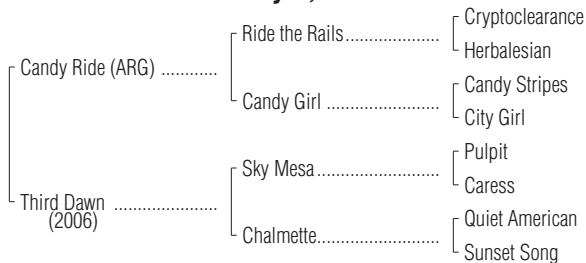 Cryptoclearance
Ride the Rails
Herbalesian
Candy Ride (ARG)
Candy Stripes
Candy Girl
City Girl
Pulpit
Sky Mesa
Caress
Third Dawn
(2006)
Quiet American
Chalmette
Sunset Song